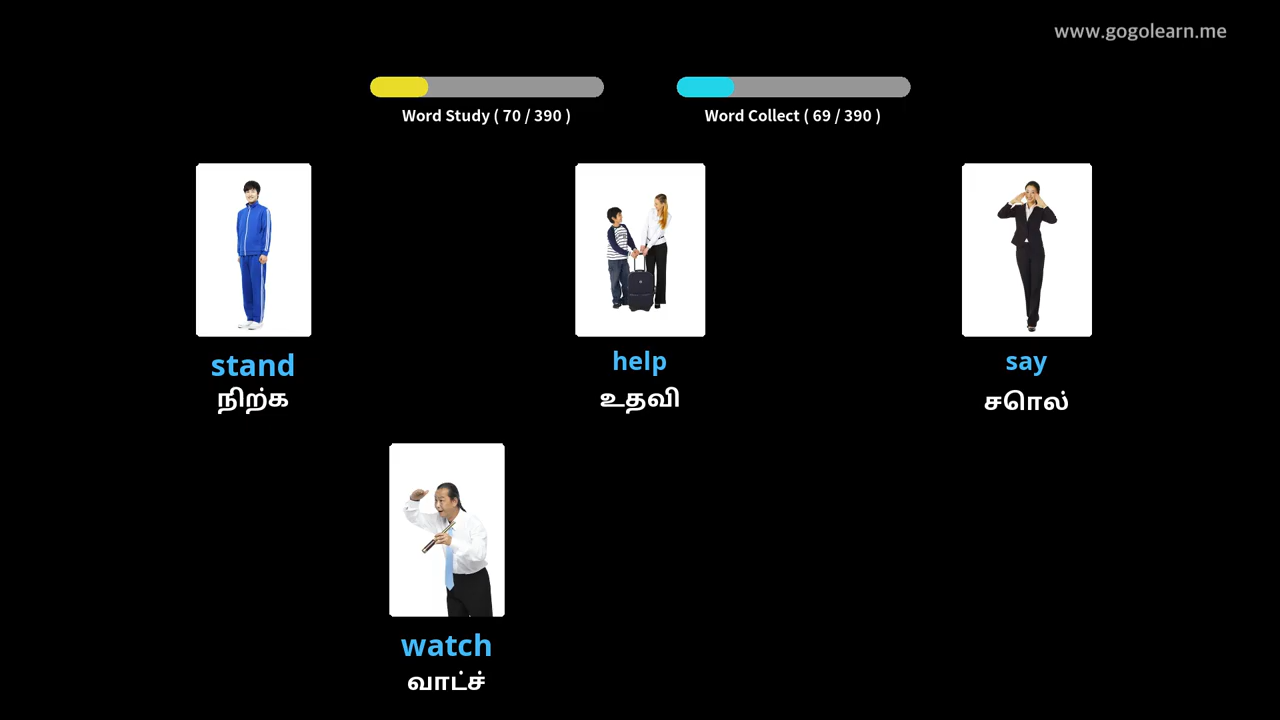 www.gogolearn.me
Word Study ( 70 / 390 )
Word Collect ( 69 / 390 )
stand
நிற்க
help
உதவி
say
சொல்
watch
வாட்ச்